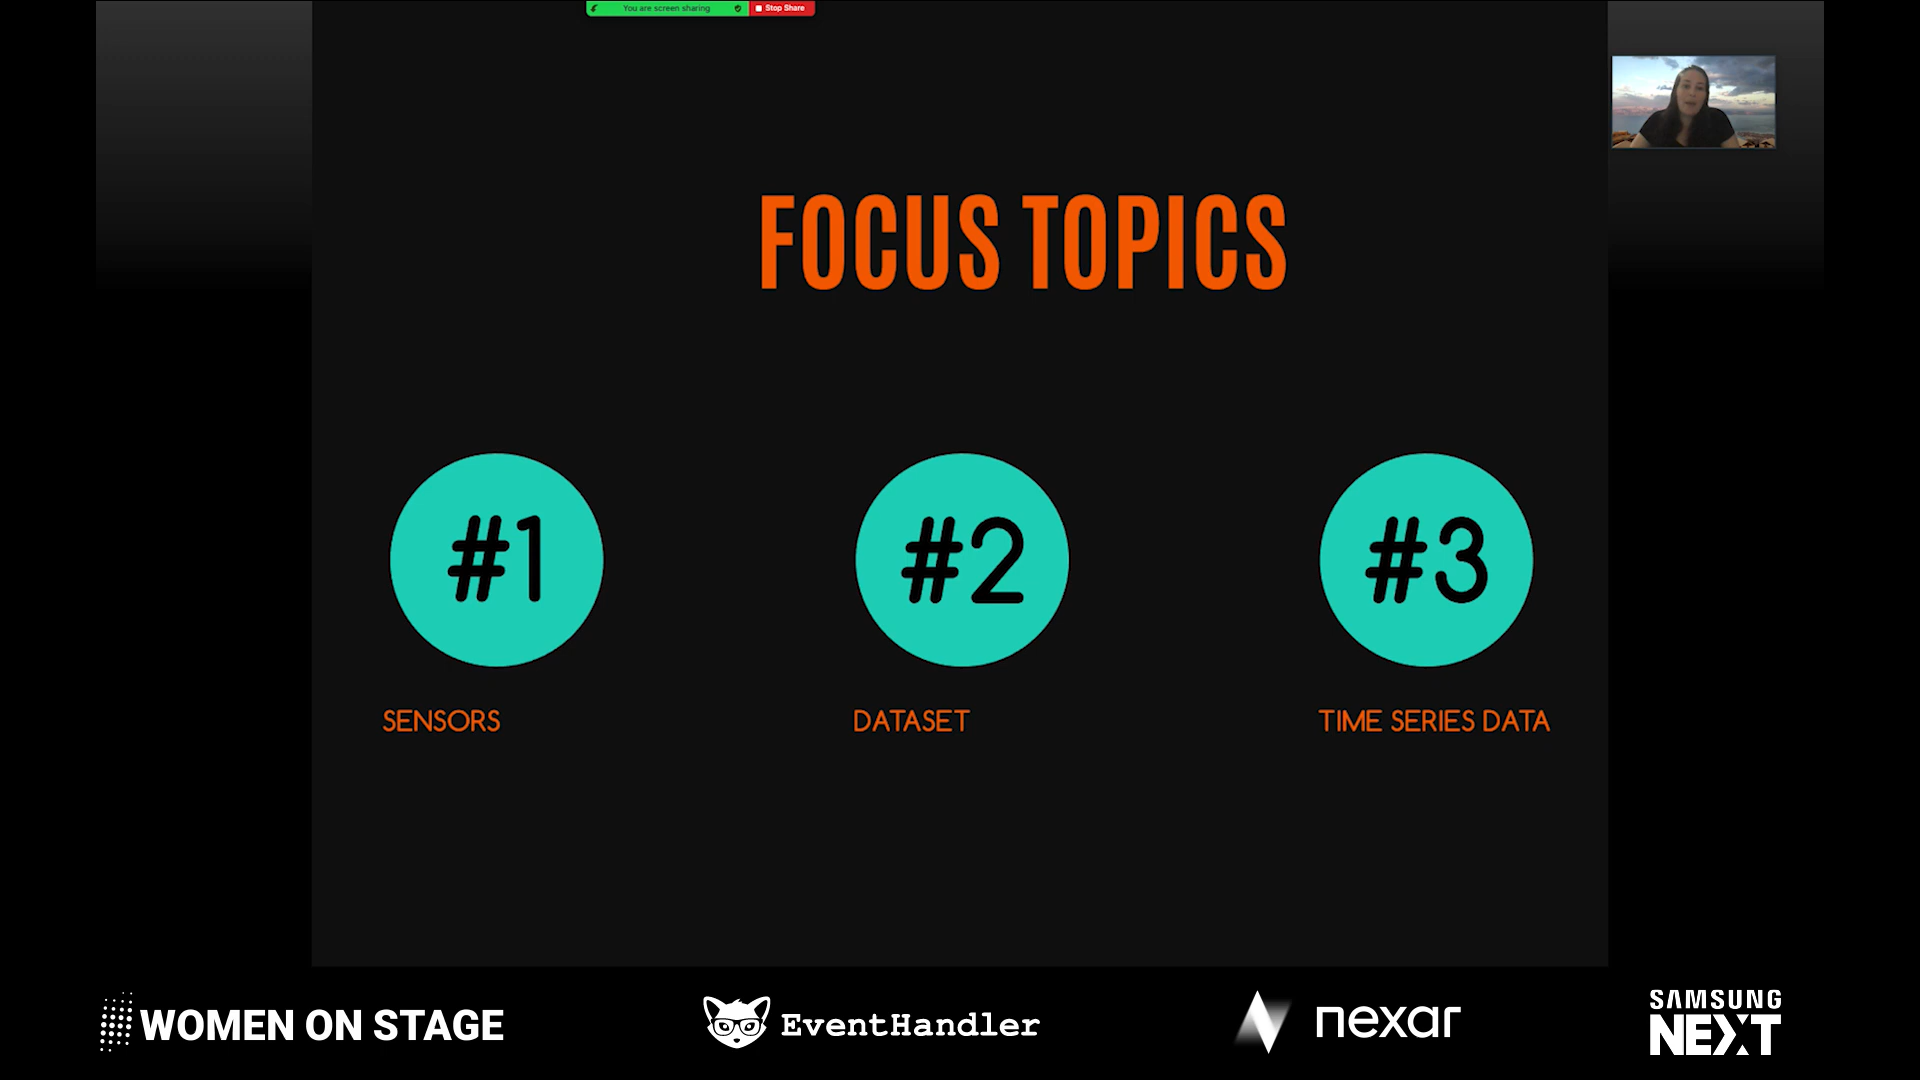 You are screen sharing
Stop Share
FOCUS TOPICS
#1
#2
#3
SENSORS
DATASET
TIME SERIES DATA
WOMEN ON STAGE
EventHandler
nexar
SAMSUNG
NEXT